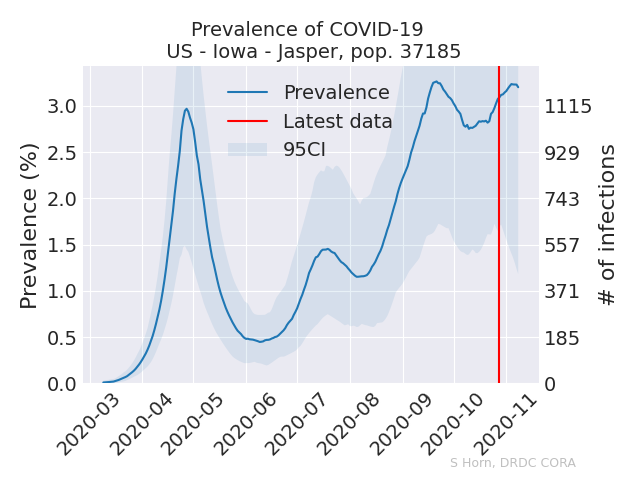 Prevalence of COVID-19
US - Iowa - Jasper, pop. 37185
Prevalence
Latest data
95CI
Prevalence (%)
3.0
2.5
2.0
1.5
1.0
0.5
0.0
1115
929
743
557
371
185
0
# of infections
2020-03
2020-04
2020-05
2020-06
2020-07
2020-08
2020-09
2020-10
2020-11
S Horn, DRDC CORA